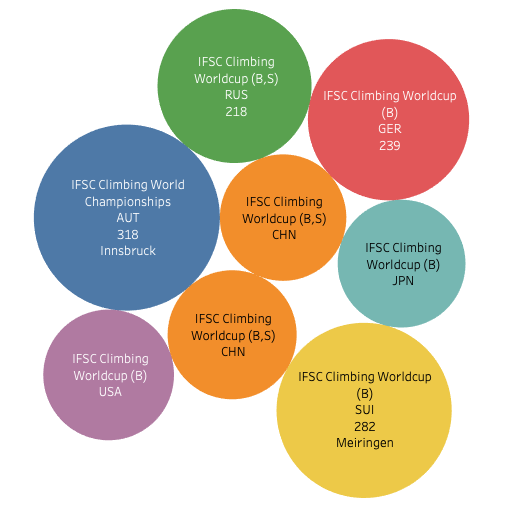 IFSC Climbing
Worldcup (B,S)
RUS
218
IFSC Climbing Worldcup
(B)
GER
239
IFSC Climbing World
Championships
AUT
318
Innsbruck
IFSC Climbing
Worldcup (B,S)
CHN
IFSC Climbing
Worldcup (B)
JPN
IFSC Climbing
Worldcup (B,S)
CHN
IFSC Climbing
Worldcup (B)
USA
IFSC Climbing Worldcup
(B)
SUI
282
Meiringen